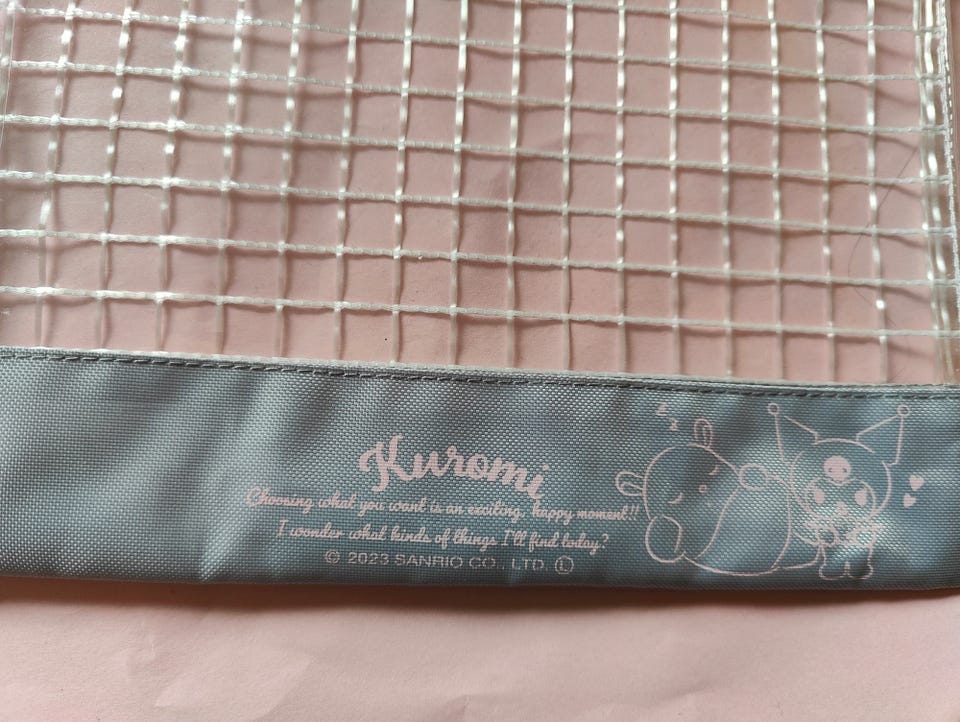 z
z
Kuromi
Choosing what you want is an exciting, happy moment!!
I wonder what kinds of things I'll find today?
© 2023 SANRIO CO., LTD. Ⓛ